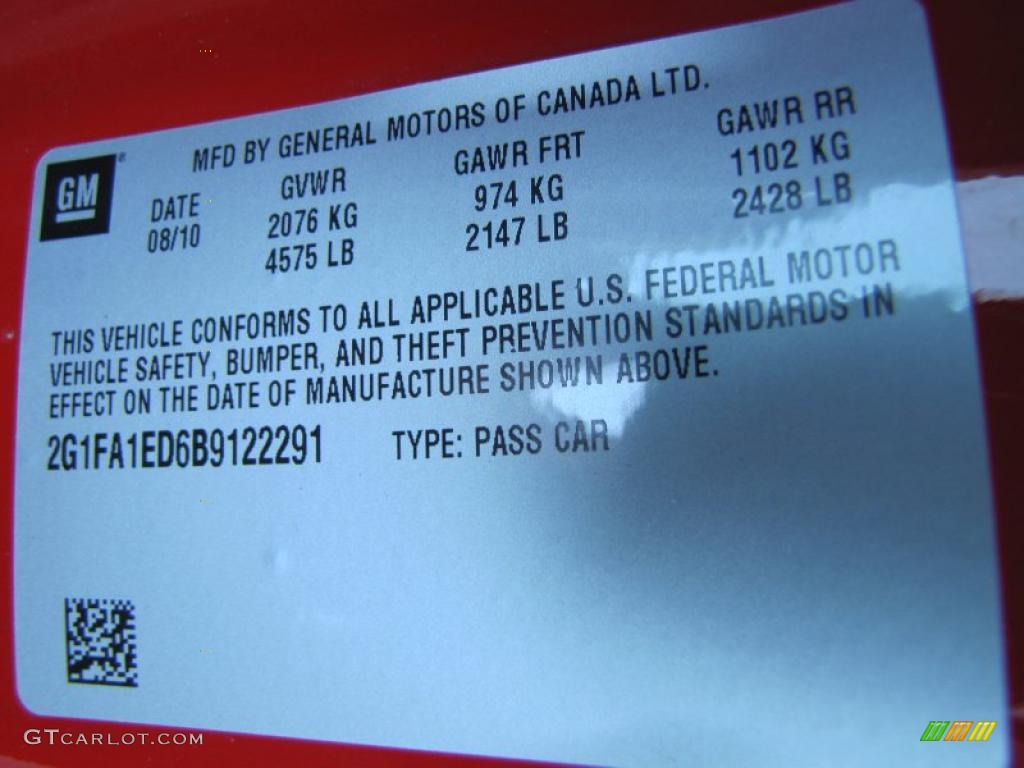 MFD BY GENERAL MOTORS OF CANADA LTD.
GM®
DATE GVWR GAWR FRT GAWR RR
08/10 2076 KG 974 KG 1102 KG
4575 LB 2147 LB 2428 LB
THIS VEHICLE CONFORMS TO ALL APPLICABLE U.S. FEDERAL MOTOR
VEHICLE SAFETY, BUMPER, AND THEFT PREVENTION STANDARDS IN
EFFECT ON THE DATE OF MANUFACTURE SHOWN ABOVE.
2G1FA1ED6B9122291 TYPE: PASS CAR
GTCARLOT.COM